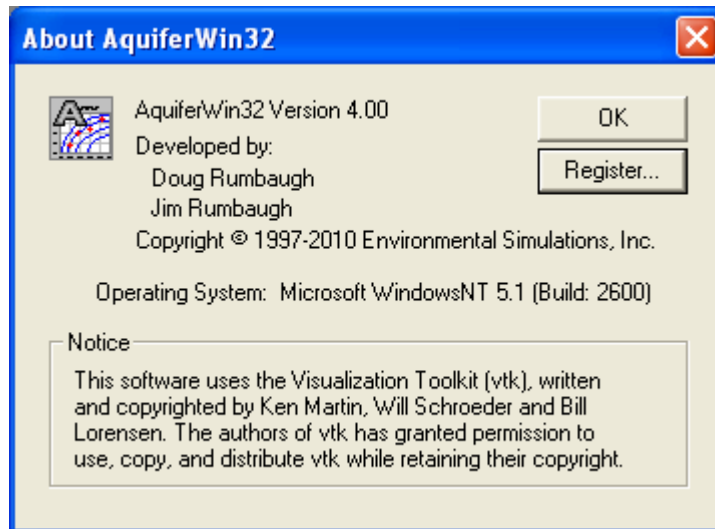 About AquiferWin32
AquiferWin32 Version 4.00
OK
Developed by:
Doug Rumbaugh
Register...
Jim Rumbaugh
Copyright © 1997-2010 Environmental Simulations, Inc.
Operating System: Microsoft WindowsNT 5.1 (Build: 2600)
Notice
This software uses the Visualization Toolkit (vtk), written
and copyrighted by Ken Martin, Will Schroeder and Bill
Lorensen. The authors of vtk has granted permission to
use, copy, and distribute vtk while retaining their copyright.